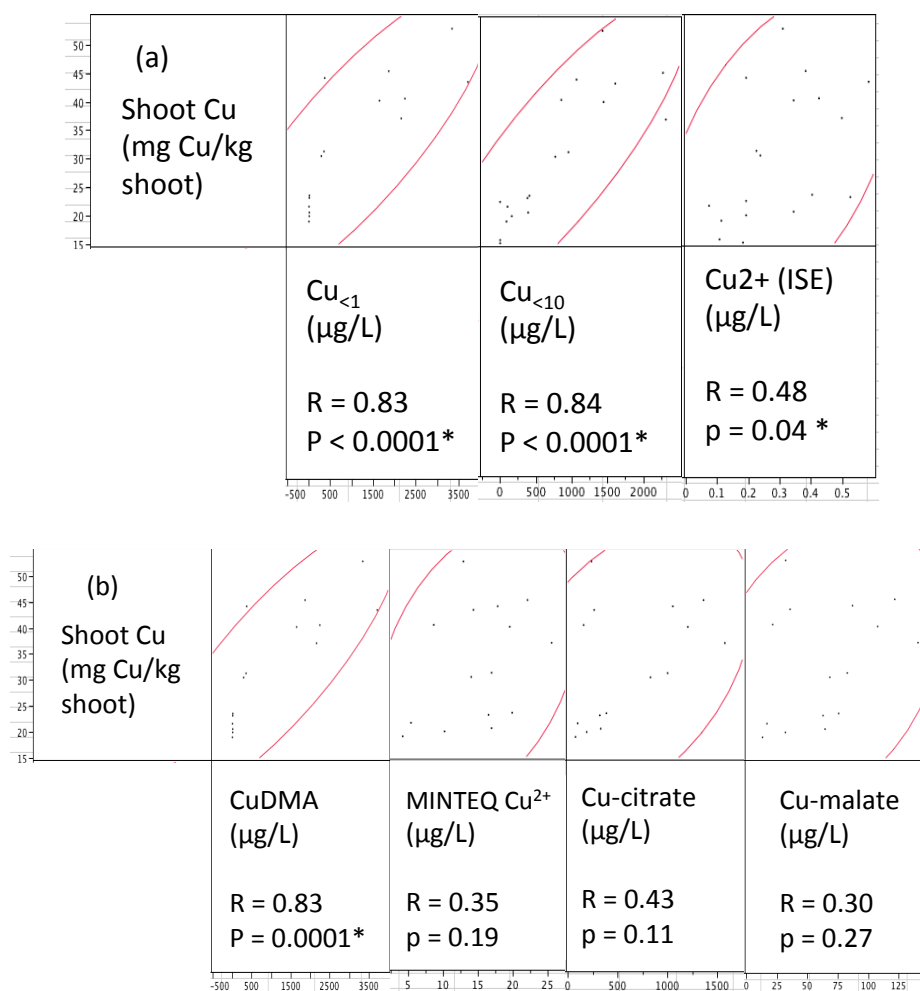 (a)
Shoot Cu
(mg Cu/kg
shoot)
50
45
40
35
30
25
20
15
Cu<1
(µg/L)
R = 0.83
P < 0.0001*
Cu<10
(µg/L)
R = 0.84
P < 0.0001*
Cu2+ (ISE)
(µg/L)
R = 0.48
p = 0.04 *
-500 500 1500 2500 3500
0 500 1000 1500 2000
0 0.1 0.2 0.3 0.4 0.5
(b)
Shoot Cu
(mg Cu/kg
shoot)
50
45
40
35
30
25
20
15
CuDMA
(µg/L)
R = 0.83
P = 0.0001*
MINTEQ Cu²⁺
(µg/L)
R = 0.35
p = 0.19
Cu-citrate
(µg/L)
R = 0.43
p = 0.11
Cu-malate
(µg/L)
R = 0.30
p = 0.27
-500 500 1500 2500 3500
5 10 15 20 25
0 500 1000 1500
0 25 50 75 100 125